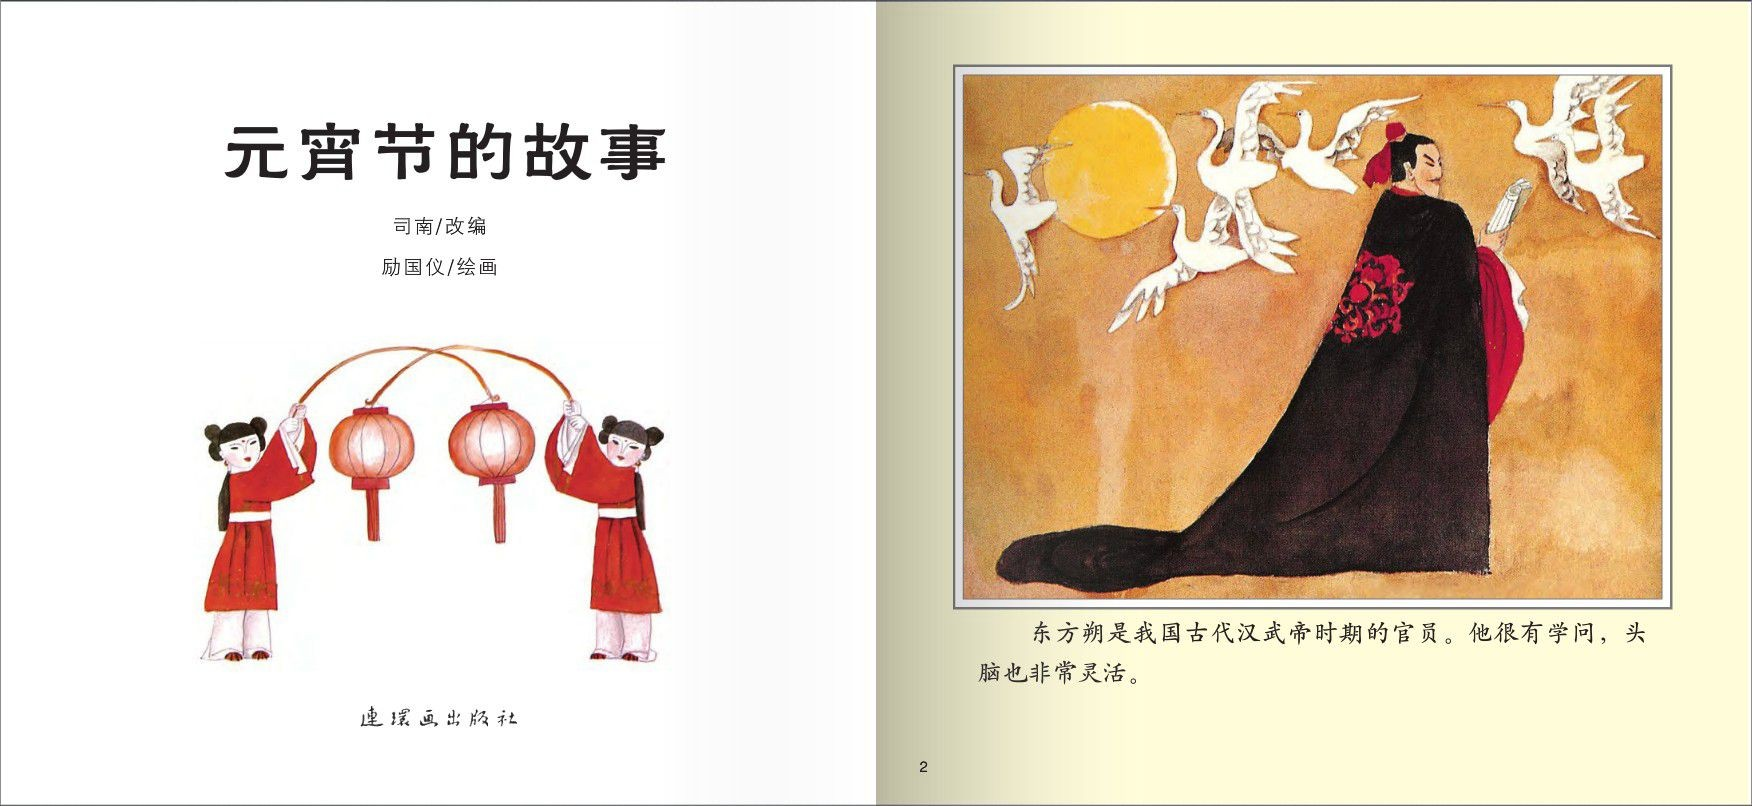 元宵节的故事
司南/改编
励国仪/绘画
連環画出版社
东方朔是我国古代汉武帝时期的官员。他很有学问，头
脑也非常灵活。
2